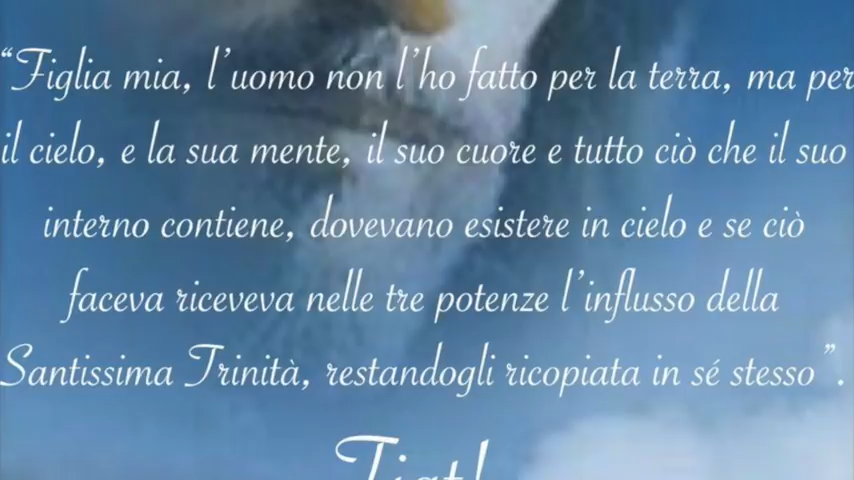 “Figlia mia, l’uomo non l’ho fatto per la terra, ma per
il cielo, e la sua mente, il suo cuore e tutto ciò che il suo
interno contiene, dovevano esistere in cielo e se ciò
faceva riceveva nelle tre potenze l’influsso della
Santissima Trinità, restandogli ricopiata in sé stesso”.
Fiat!